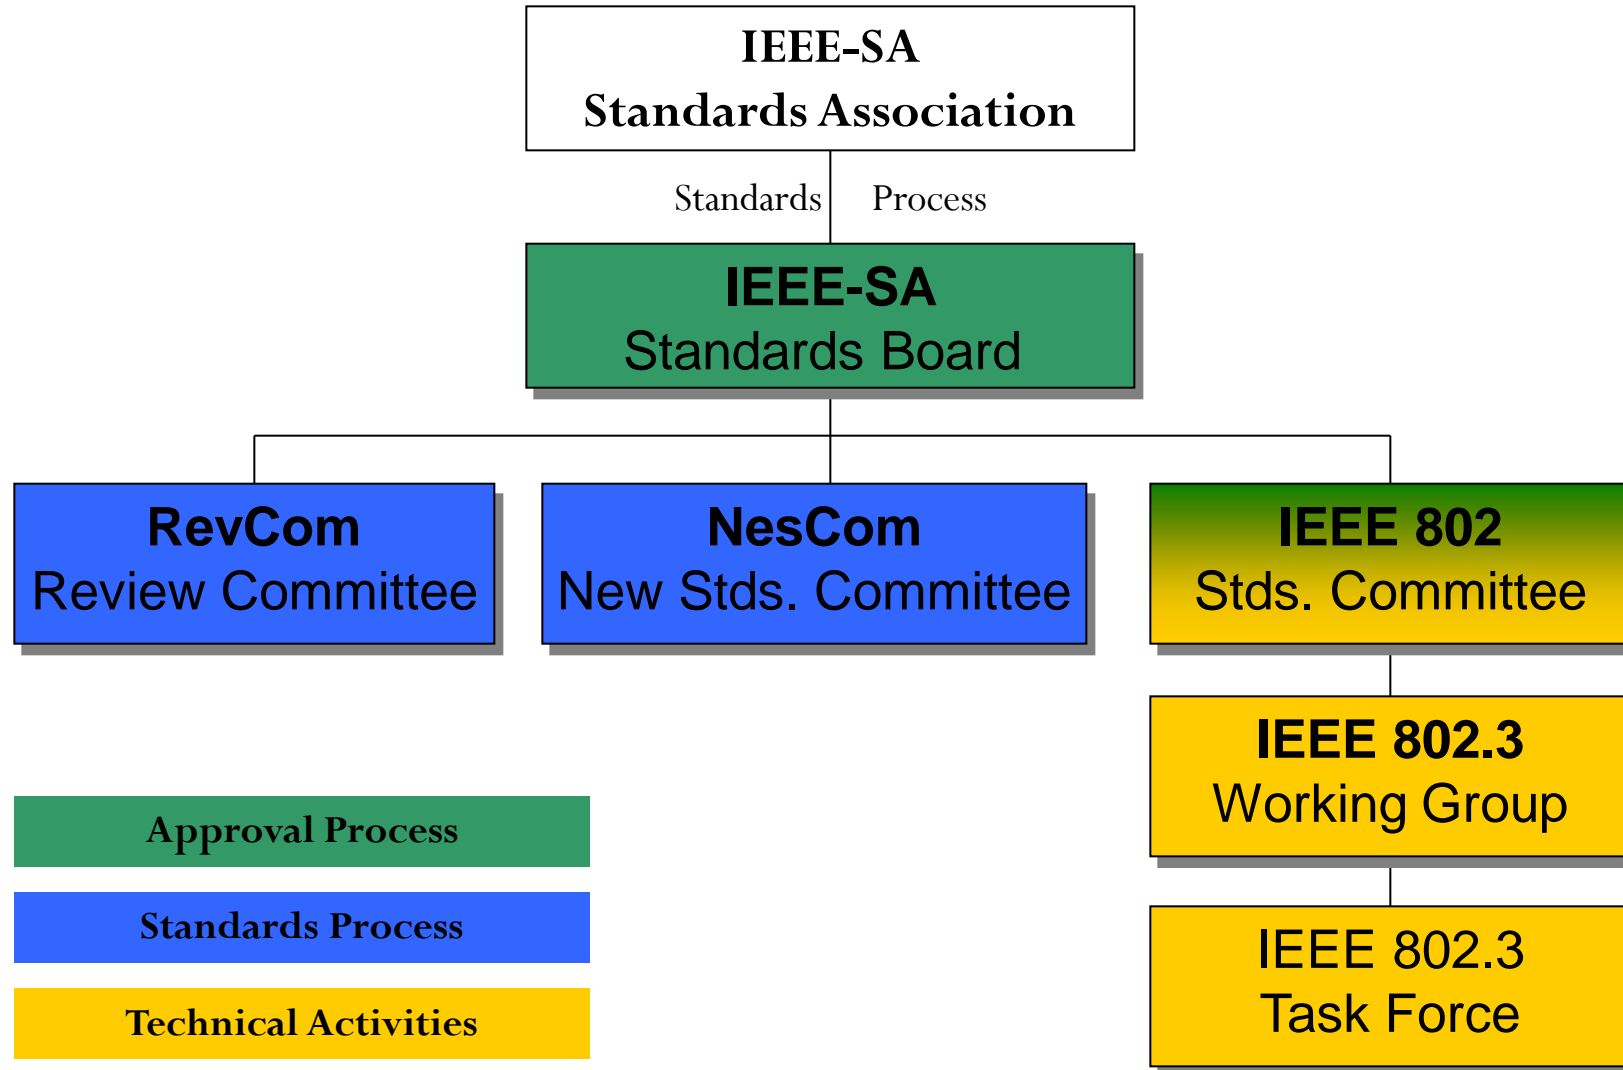 IEEE-SA
Standards Association
Standards Process
IEEE-SA
Standards Board
RevCom
Review Committee
NesCom
New Stds. Committee
IEEE 802
Stds. Committee
IEEE 802.3
Working Group
IEEE 802.3
Task Force
Approval Process
Standards Process
Technical Activities